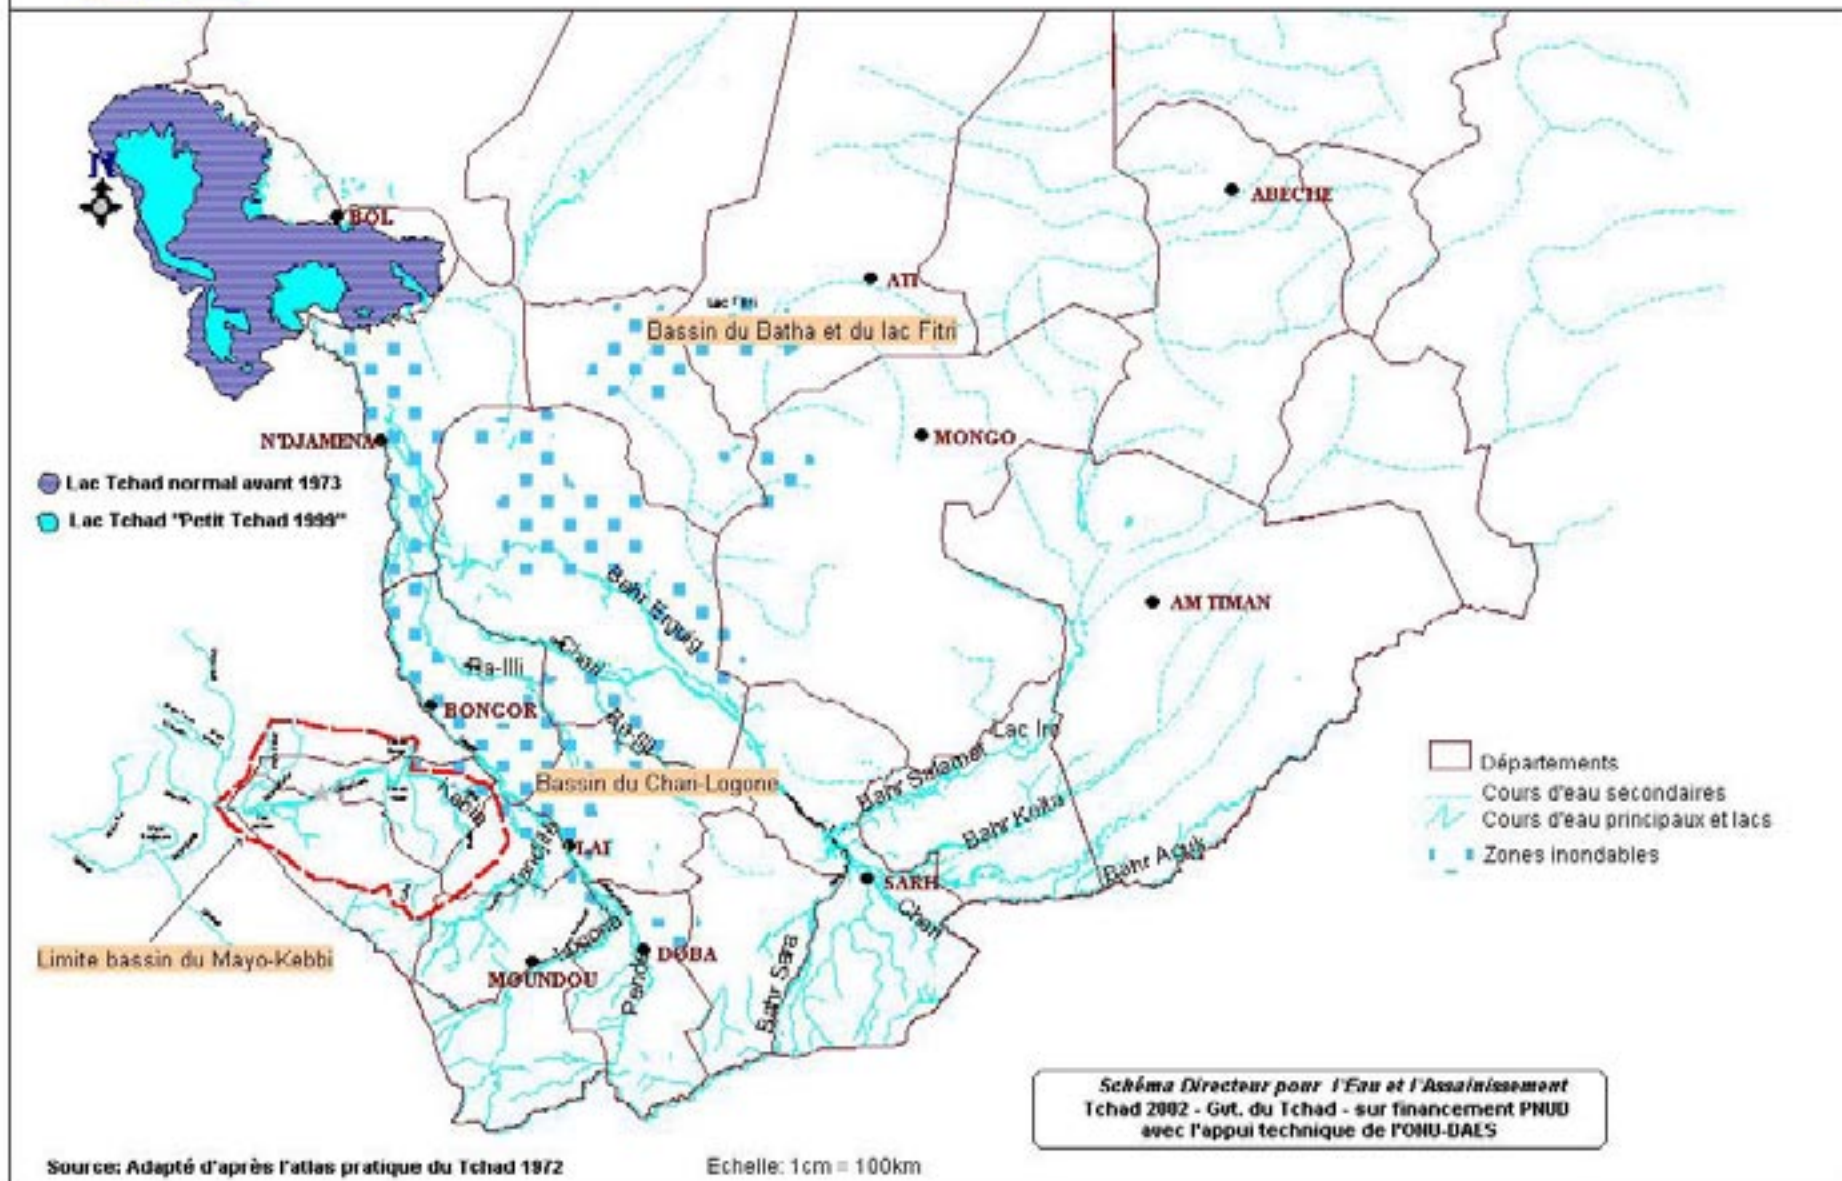 N
BOL
ABECHE
ATI
Lac Fitri
Bassin du Batha et du lac Fitri
N'DJAMENA
MONGO
Lac Tchad normal avant 1973
Lac Tchad "Petit Tchad 1999"
Bahr Erguig
AM TIMAN
Chari
Ba-Illi
BONGOR
Lac Iro
Départements
Bassin du Chari-Logone
Bahr Salamat
Cours d'eau secondaires
Kabia
Bahr Koita
Cours d'eau principaux et lacs
LAI
Tandjilé
Zones inondables
Bahr Aouk
SARH
Chari
Logone
Limite bassin du Mayo-Kebbi
DOBA
MOUNDOU
Pendé
Bahr Sara
Schéma Directeur pour l'Eau et l'Assainissement
Tchad 2002 - Gvt. du Tchad - sur financement PNUD
avec l'appui technique de l'ONU-DAES
Source: Adapté d'après l'atlas pratique du Tchad 1972
Echelle: 1cm = 100km